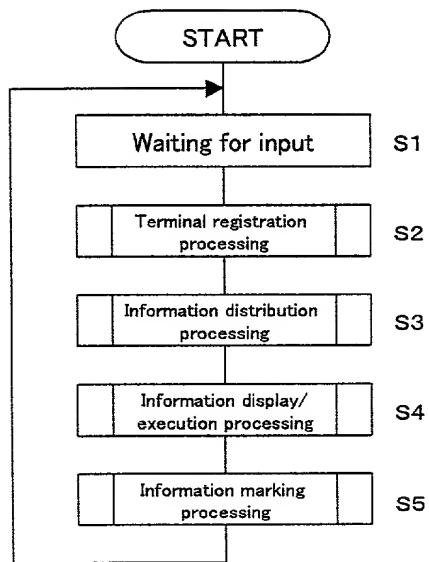 START
Waiting for input S1
Terminal registration
processing S2
Information distribution
processing S3
Information display/
execution processing S4
Information marking
processing S5